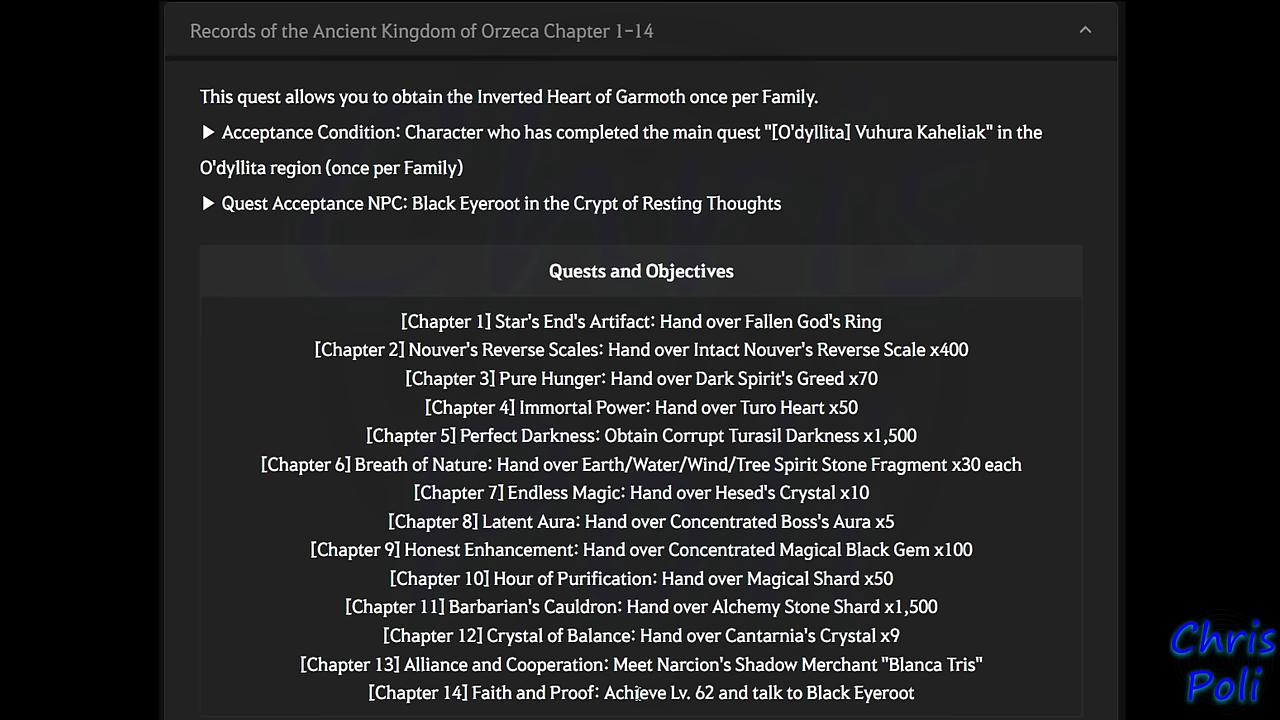 Records of the Ancient Kingdom of Orzeca Chapter 1-14
This quest allows you to obtain the Inverted Heart of Garmoth once per Family.
▶ Acceptance Condition: Character who has completed the main quest "[O'dyllita] Vuhura Kaheliak" in the
O'dyllita region (once per Family)
▶ Quest Acceptance NPC: Black Eyeroot in the Crypt of Resting Thoughts
Quests and Objectives
[Chapter 1] Star's End's Artifact: Hand over Fallen God's Ring
[Chapter 2] Nouver's Reverse Scales: Hand over Intact Nouver's Reverse Scale x400
[Chapter 3] Pure Hunger: Hand over Dark Spirit's Greed x70
[Chapter 4] Immortal Power: Hand over Turo Heart x50
[Chapter 5] Perfect Darkness: Obtain Corrupt Turasil Darkness x1,500
[Chapter 6] Breath of Nature: Hand over Earth/Water/Wind/Tree Spirit Stone Fragment x30 each
[Chapter 7] Endless Magic: Hand over Hesed's Crystal x10
[Chapter 8] Latent Aura: Hand over Concentrated Boss's Aura x5
[Chapter 9] Honest Enhancement: Hand over Concentrated Magical Black Gem x100
[Chapter 10] Hour of Purification: Hand over Magical Shard x50
[Chapter 11] Barbarian's Cauldron: Hand over Alchemy Stone Shard x1,500
[Chapter 12] Crystal of Balance: Hand over Cantarnia's Crystal x9
[Chapter 13] Alliance and Cooperation: Meet Narcion's Shadow Merchant "Blanca Tris"
[Chapter 14] Faith and Proof: Achieve Lv. 62 and talk to Black Eyeroot
Chris
Poli